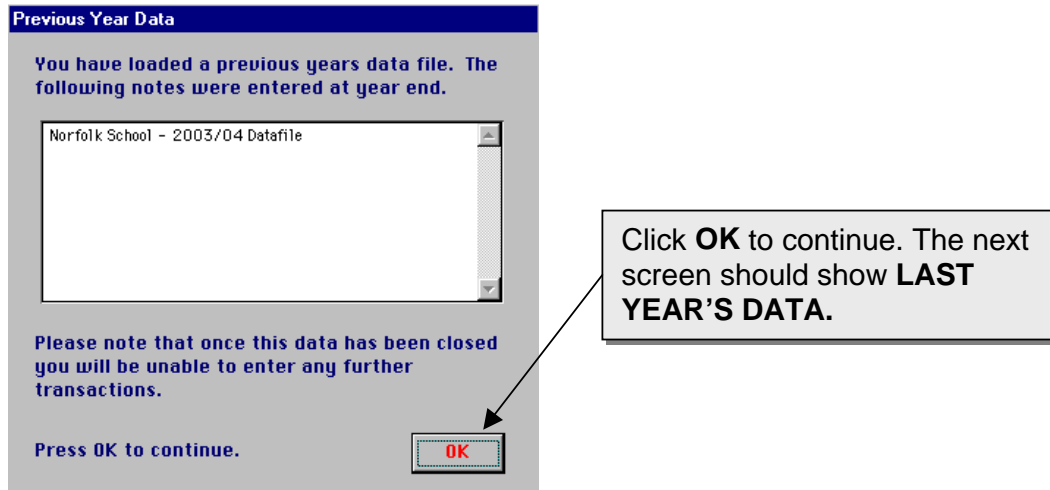 Previous Year Data
You have loaded a previous years data file. The
following notes were entered at year end.
Norfolk School - 2003/04 Datafile
Click OK to continue. The next
screen should show LAST
YEAR'S DATA.
Please note that once this data has been closed
you will be unable to enter any further
transactions.
Press OK to continue.
OK